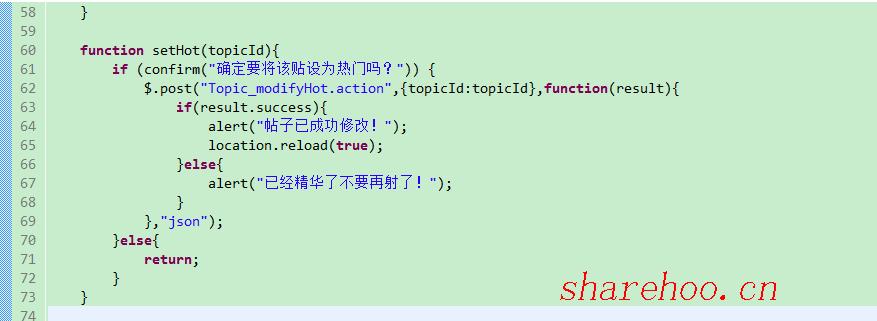 58 }
59
60 function setHot(topicId){
61 if (confirm("确定要将该贴设为热门吗？")) {
62 $.post("Topic_modifyHot.action",{topicId:topicId},function(result){
63 if(result.success){
64 alert("帖子已成功修改！");
65 location.reload(true);
66 }else{
67 alert("已经精华了不要再射了！");
68 }
69 },"json");
70 }else{
71 return;
72 }
73 }
74
sharehoo.cn